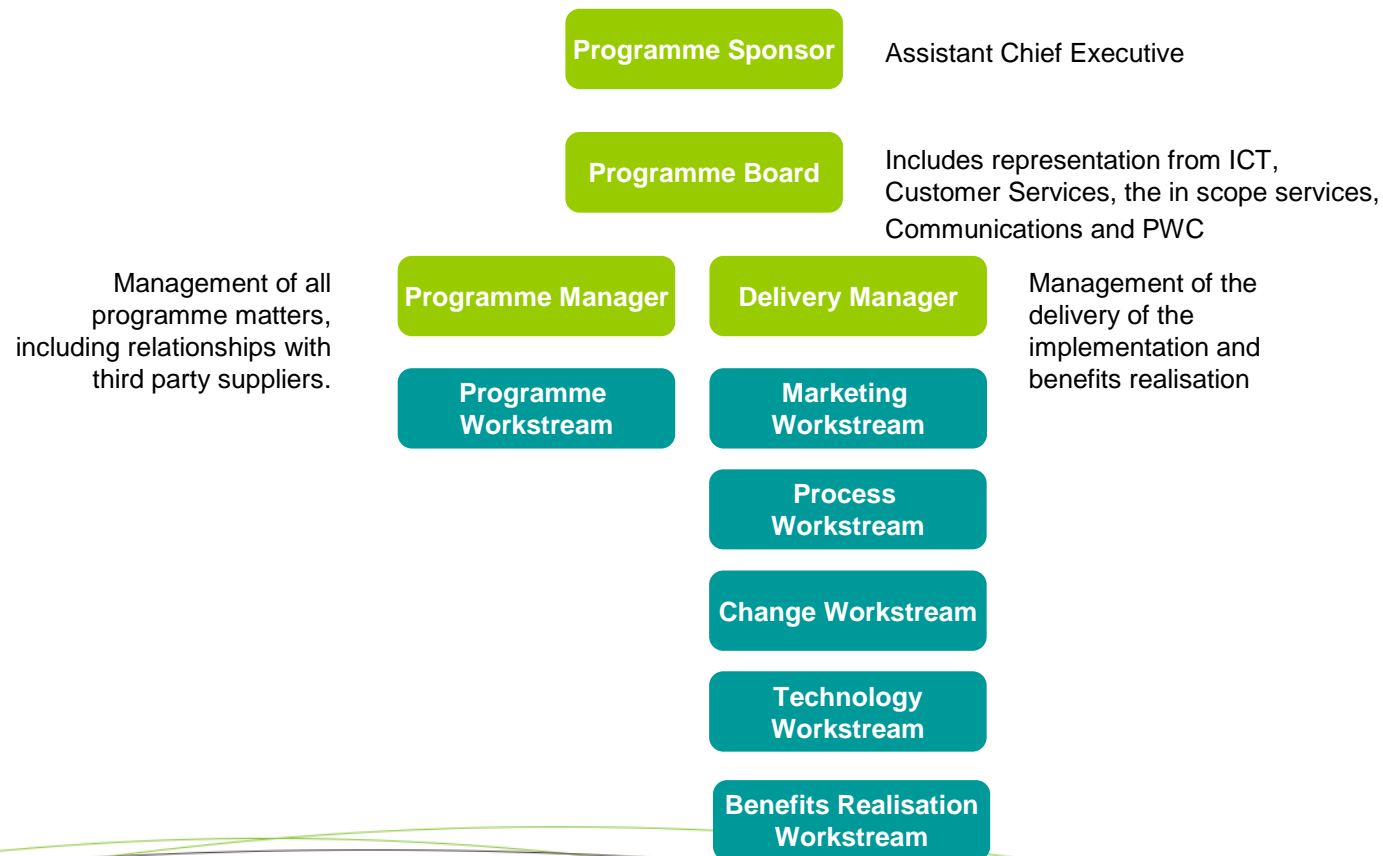 Programme Sponsor
Assistant Chief Executive
Programme Board
Includes representation from ICT,
Customer Services, the in scope services,
Communications and PWC
Management of all
programme matters,
including relationships with
third party suppliers.
Programme Manager
Delivery Manager
Management of the
delivery of the
implementation and
benefits realisation
Programme
Workstream
Marketing
Workstream
Process
Workstream
Change Workstream
Technology
Workstream
Benefits Realisation
Workstream